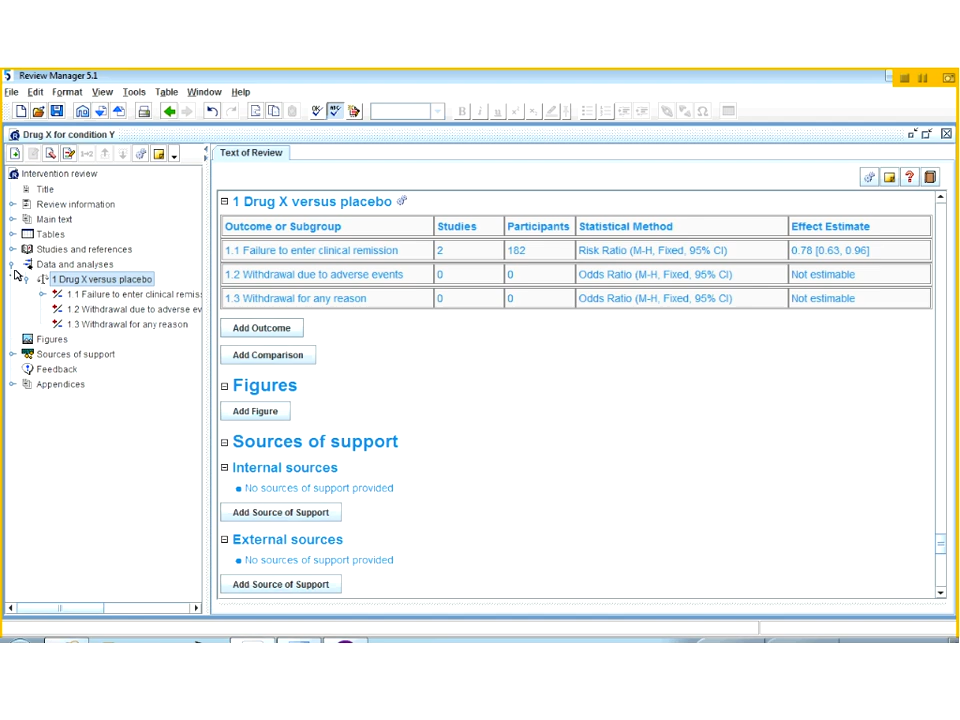 5 Review Manager 5.1
File Edit Format View Tools Table Window Help
B i u
Drug X for condition Y
1→2
Text of Review
Intervention review
Title
Review information
Main text
Tables
Studies and references
Data and analyses
1 Drug X versus placebo
1.1 Failure to enter clinical remiss
1.2 Withdrawal due to adverse ev
1.3 Withdrawal for any reason
Figures
Sources of support
Feedback
Appendices
1 Drug X versus placebo
Outcome or Subgroup Studies Participants Statistical Method Effect Estimate
1.1 Failure to enter clinical remission 2 182 Risk Ratio (M-H, Fixed, 95% CI) 0.78 [0.63, 0.96]
1.2 Withdrawal due to adverse events 0 0 Odds Ratio (M-H, Fixed, 95% CI) Not estimable
1.3 Withdrawal for any reason 0 0 Odds Ratio (M-H, Fixed, 95% CI) Not estimable
Add Outcome
Add Comparison
Figures
Add Figure
Sources of support
Internal sources
No sources of support provided
Add Source of Support
External sources
No sources of support provided
Add Source of Support